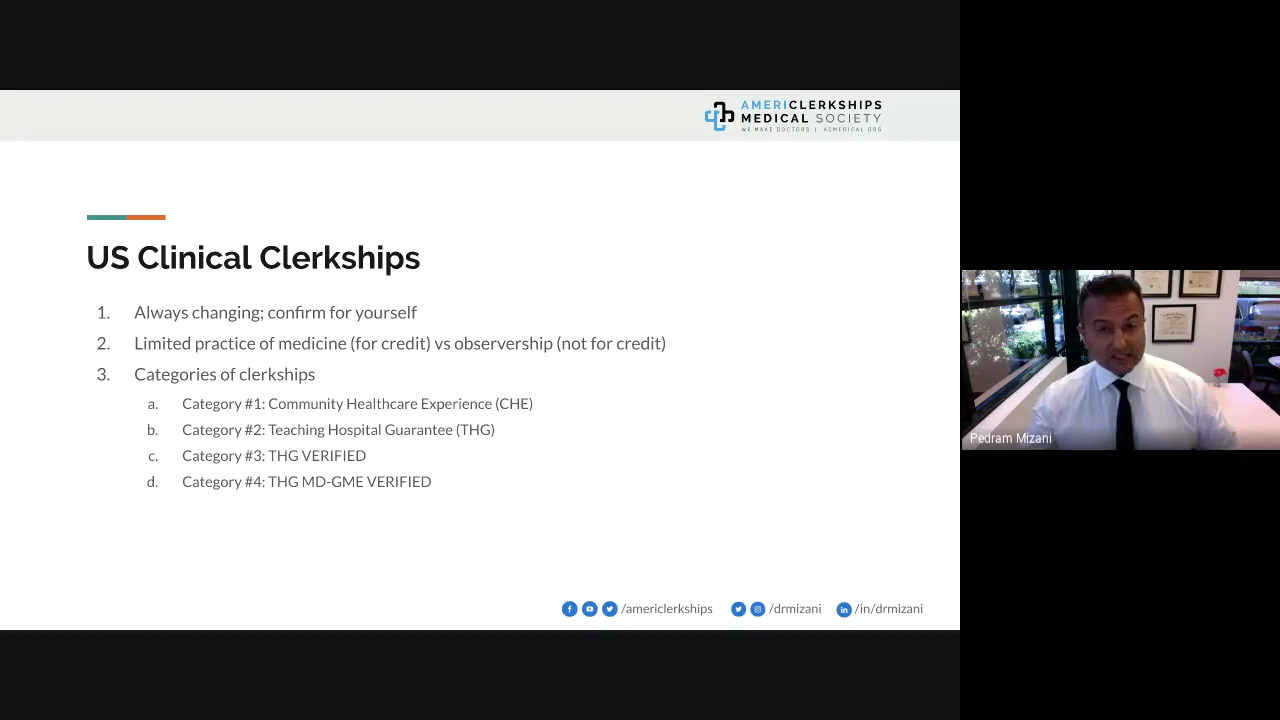 AMERICLERKSHIPS
MEDICAL SOCIETY
WE MAKE DOCTORS | ACMEDICAL.ORG
US Clinical Clerkships
1. Always changing; confirm for yourself
2. Limited practice of medicine (for credit) vs observership (not for credit)
3. Categories of clerkships
a. Category #1: Community Healthcare Experience (CHE)
b. Category #2: Teaching Hospital Guarantee (THG)
c. Category #3: THG VERIFIED
d. Category #4: THG MD-GME VERIFIED
/americlerkships /drmizani /in/drmizani
Pedram Mizani